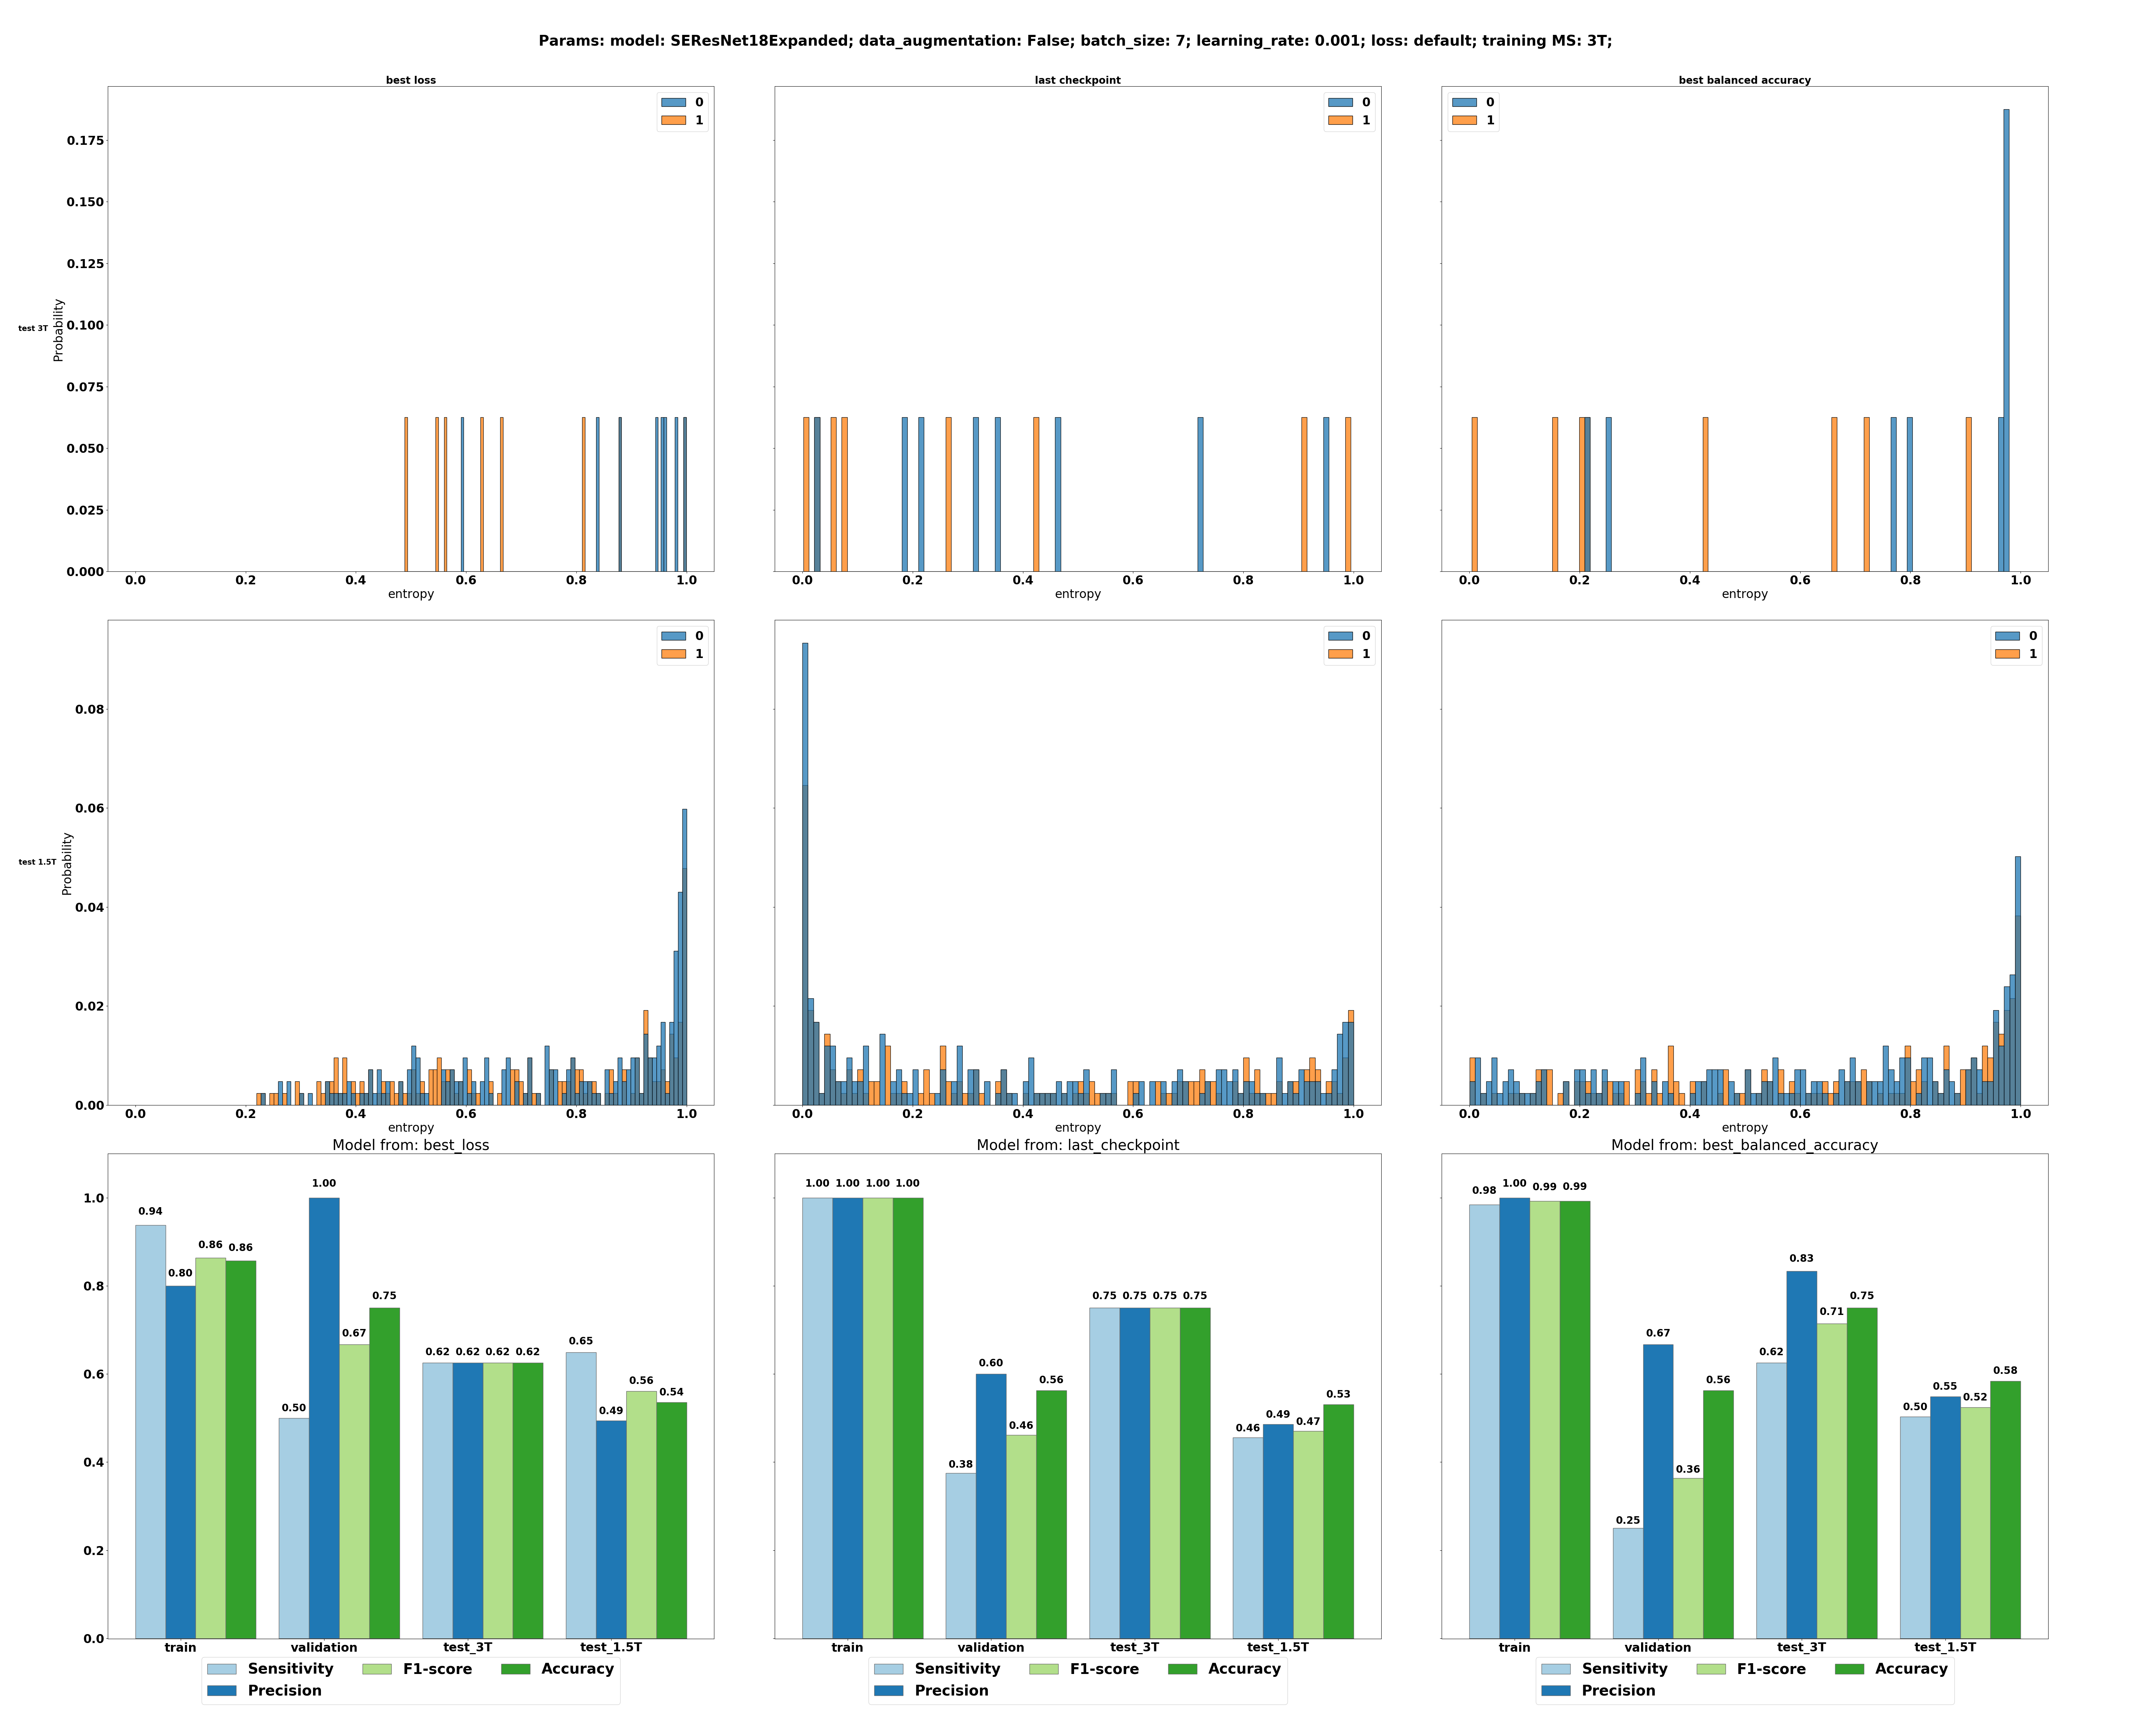 Params: model: SEResNet18Expanded; data_augmentation: False; batch_size: 7; learning_rate: 0.001; loss: default; training MS: 3T;
best loss
0
1
0.175
0.150
0.125
0.100
0.075
0.050
0.025
0.000
test 3T
Probability
0.0 0.2 0.4 0.6 0.8 1.0
entropy
last checkpoint
0
1
0.0 0.2 0.4 0.6 0.8 1.0
entropy
best balanced accuracy
0
1
0.0 0.2 0.4 0.6 0.8 1.0
entropy
0
1
0.08
0.06
0.04
0.02
0.00
test 1.5T
Probability
0.0 0.2 0.4 0.6 0.8 1.0
entropy
0
1
0.0 0.2 0.4 0.6 0.8 1.0
entropy
0
1
0.0 0.2 0.4 0.6 0.8 1.0
entropy
Model from: best_loss
1.0
0.8
0.6
0.4
0.2
0.0
0.94 0.80 0.86 0.86
0.50 1.00 0.67 0.75
0.62 0.62 0.62 0.62
0.65 0.49 0.56 0.54
train validation test_3T test_1.5T
Sensitivity F1-score Accuracy
Precision
Model from: last_checkpoint
1.00 1.00 1.00 1.00
0.38 0.60 0.46 0.56
0.75 0.75 0.75 0.75
0.46 0.49 0.47 0.53
train validation test_3T test_1.5T
Sensitivity F1-score Accuracy
Precision
Model from: best_balanced_accuracy
0.98 1.00 0.99 0.99
0.25 0.67 0.36 0.56
0.62 0.83 0.71 0.75
0.50 0.55 0.52 0.58
train validation test_3T test_1.5T
Sensitivity F1-score Accuracy
Precision